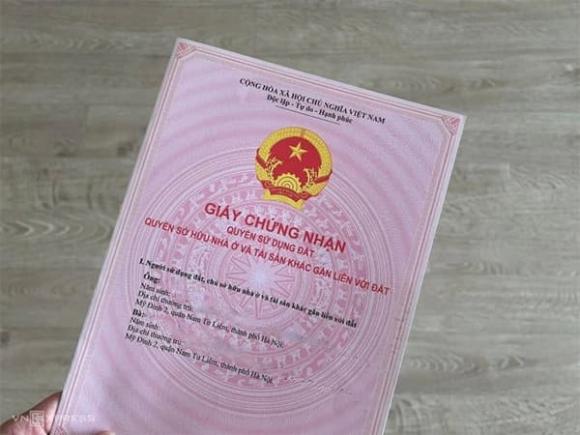 CỘNG HÒA XÃ HỘI CHỦ NGHĨA VIỆT NAM
Độc lập - Tự do - Hạnh phúc
GIẤY CHỨNG NHẬN
QUYỀN SỬ DỤNG ĐẤT
QUYỀN SỞ HỮU NHÀ Ở VÀ TÀI SẢN KHÁC GẮN LIỀN VỚI ĐẤT
I. Người sử dụng đất, chủ sở hữu nhà ở và tài sản khác gắn liền với đất
Ông:
Năm sinh:
Địa chỉ thường trú:
Mỹ Đình 2, quận Nam Từ Liêm, thành phố Hà Nội;
Bà:
Năm sinh:
Địa chỉ thường trú:
Mỹ Đình 2, quận Nam Từ Liêm, thành phố Hà Nội.
VNEXPRESS